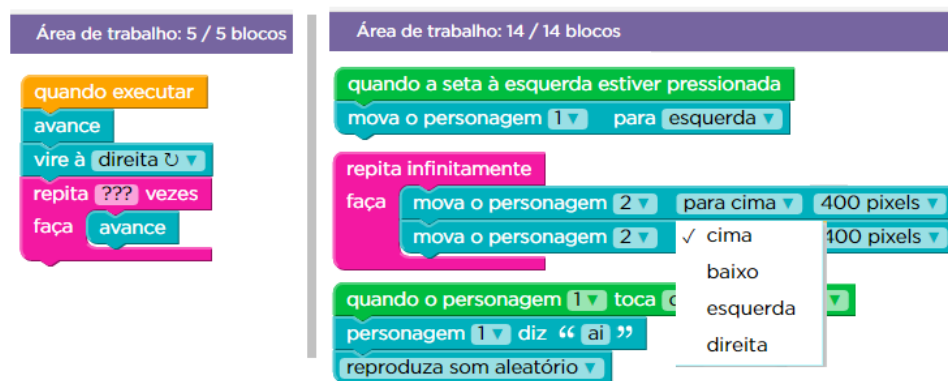 Área de trabalho: 5 / 5 blocos
quando executar
avance
vire à direita ↻ ▼
repita ??? vezes
faça avance
Área de trabalho: 14 / 14 blocos
quando a seta à esquerda estiver pressionada
mova o personagem 1 ▼ para esquerda ▼
repita infinitamente
faça mova o personagem 2 ▼ para cima ▼ 400 pixels ▼
mova o personagem 2 ▼ 400 pixels ▼
✓ cima
baixo
esquerda
direita
quando o personagem 1 ▼ toca
personagem 1 ▼ diz “ ai ”
reproduza som aleatório ▼